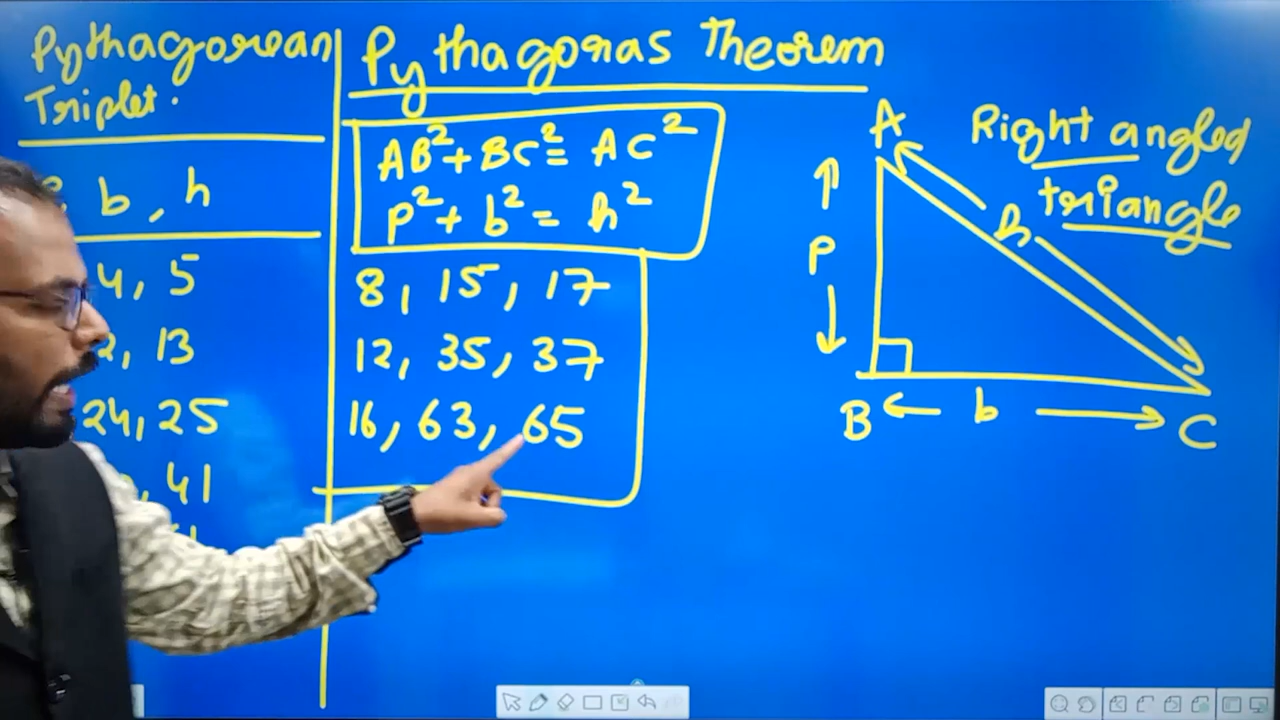 Pythagorean
Triplet.
b, h
4, 5
2, 13
24, 25
, 41
Pythagoras Theorem
AB²+ BC²= AC²
p²+ b² = h²
8, 15, 17
12, 35, 37
16, 63, 65
Right angled
triangle
A
h
P
B
b
C